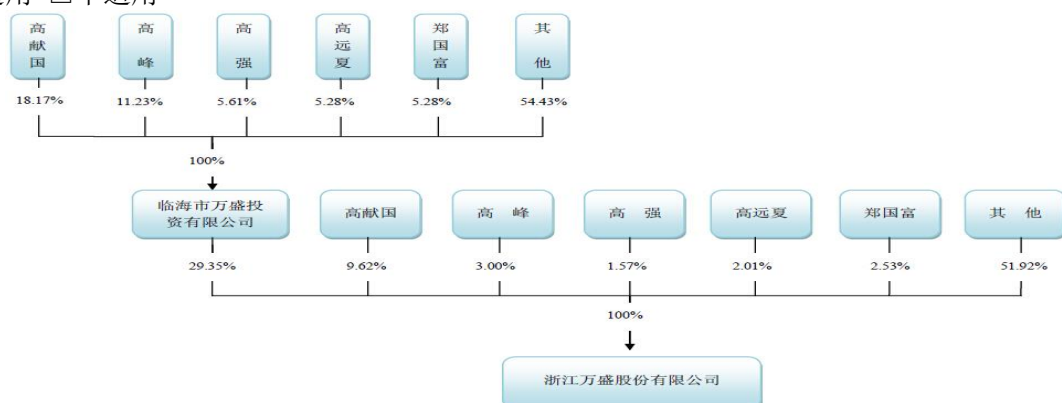 高献国 高峰 高强 高远夏 郑国富 其他
18.17% 11.23% 5.61% 5.28% 5.28% 54.43%
100%
临海市万盛投资有限公司 高献国 高 峰 高 强 高远夏 郑国富 其 他
29.35% 9.62% 3.00% 1.57% 2.01% 2.53% 51.92%
100%
浙江万盛股份有限公司